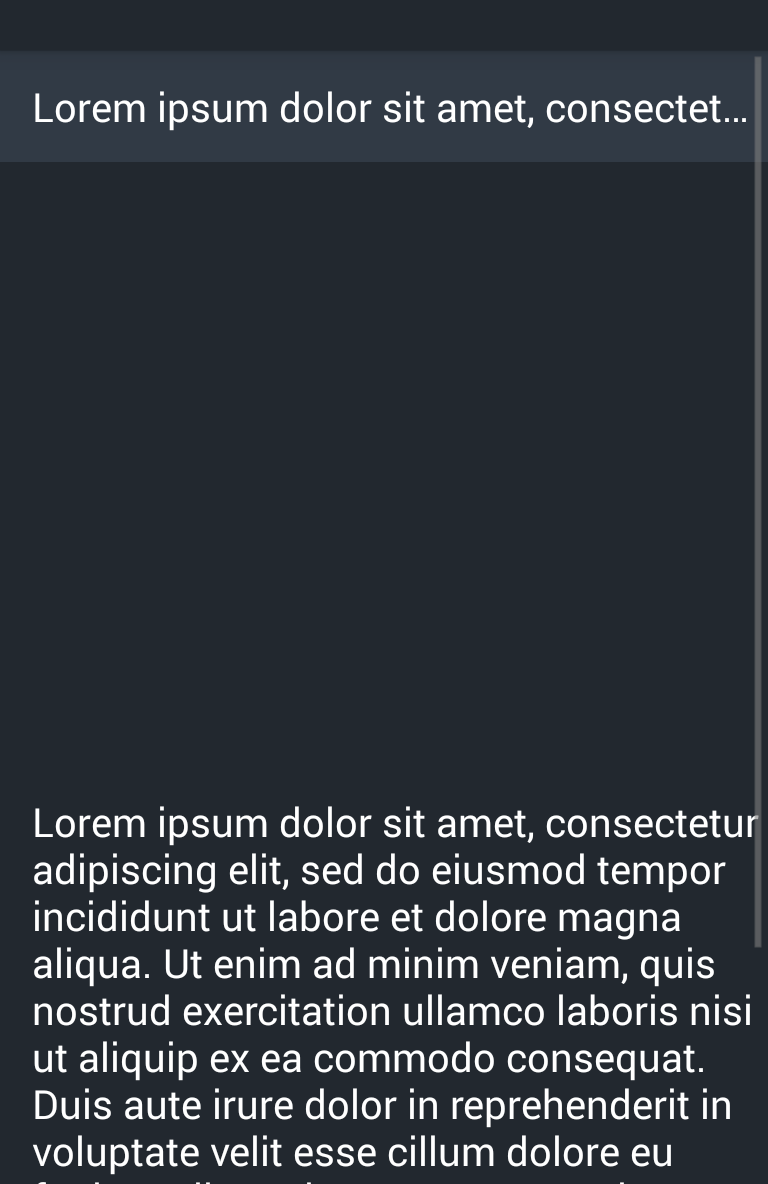 Lorem ipsum dolor sit amet, consectet...
Lorem ipsum dolor sit amet, consectetur
adipiscing elit, sed do eiusmod tempor
incididunt ut labore et dolore magna
aliqua. Ut enim ad minim veniam, quis
nostrud exercitation ullamco laboris nisi
ut aliquip ex ea commodo consequat.
Duis aute irure dolor in reprehenderit in
voluptate velit esse cillum dolore eu